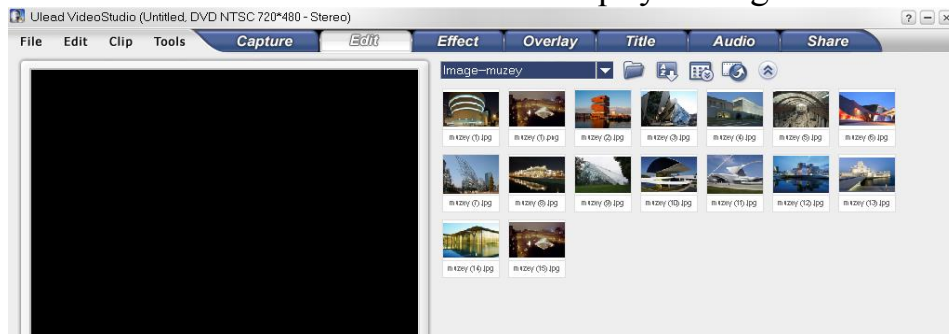 Ulead VideoStudio (Untitled, DVD NTSC 720*480 - Stereo)
File Edit Clip Tools Capture Edit Effect Overlay Title Audio Share
Image-muzey
muzey (1).jpg muzey (1).png muzey (2).jpg muzey (3).jpg muzey (4).jpg muzey (5).jpg muzey (6).jpg
muzey (7).jpg muzey (8).jpg muzey (9).jpg muzey (10).jpg muzey (11).jpg muzey (12).jpg muzey (13).jpg
muzey (14).jpg muzey (15).jpg